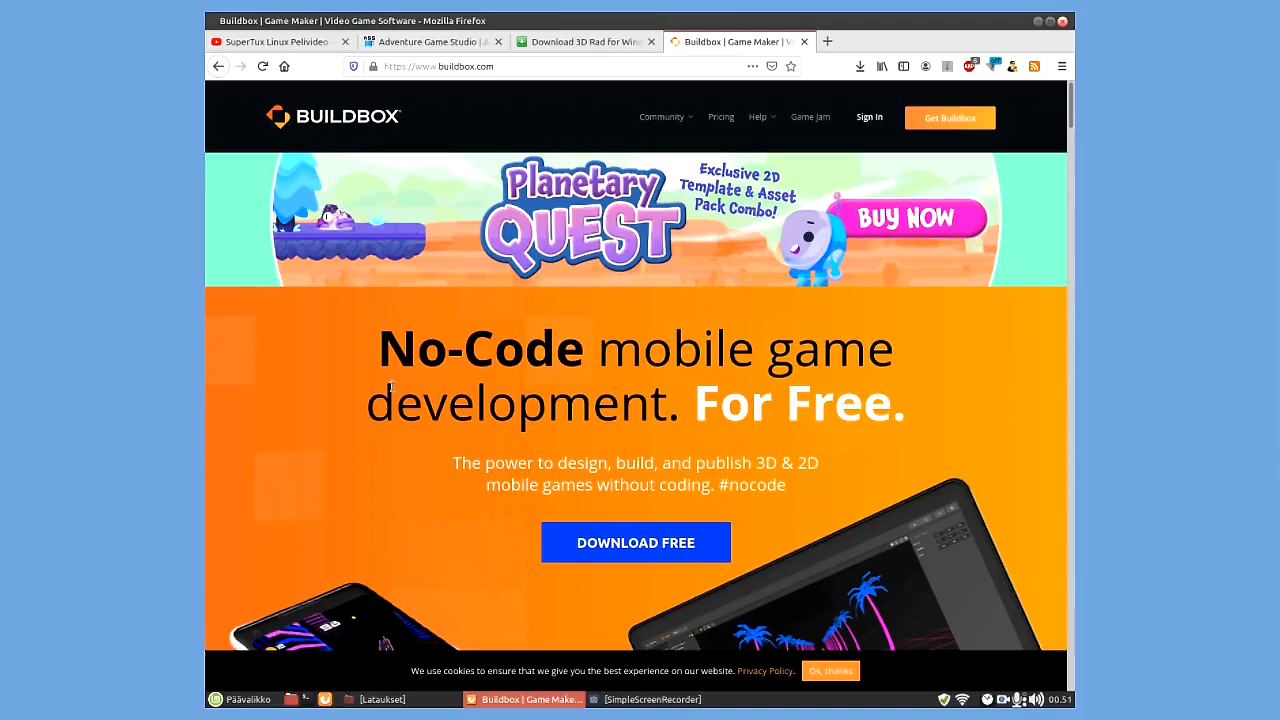 Buildbox | Game Maker | Video Game Software - Mozilla Firefox
SuperTux Linux Pelivideo -
Adventure Game Studio | A
Download 3D Rad for Wind
Buildbox | Game Maker | Vi
https://www.buildbox.com
BUILDBOX
Community
Pricing
Help
Game Jam
Sign In
Get Buildbox
Planetary
QUEST
Exclusive 2D
Template & Asset
Pack Combo!
BUY NOW
No-Code mobile game
development. For Free.
The power to design, build, and publish 3D & 2D
mobile games without coding. #nocode
DOWNLOAD FREE
We use cookies to ensure that we give you the best experience on our website. Privacy Policy.
Ok, thanks
Päävalikko
[Lataukset]
Buildbox | Game Make...
[SimpleScreenRecorder]
00.51